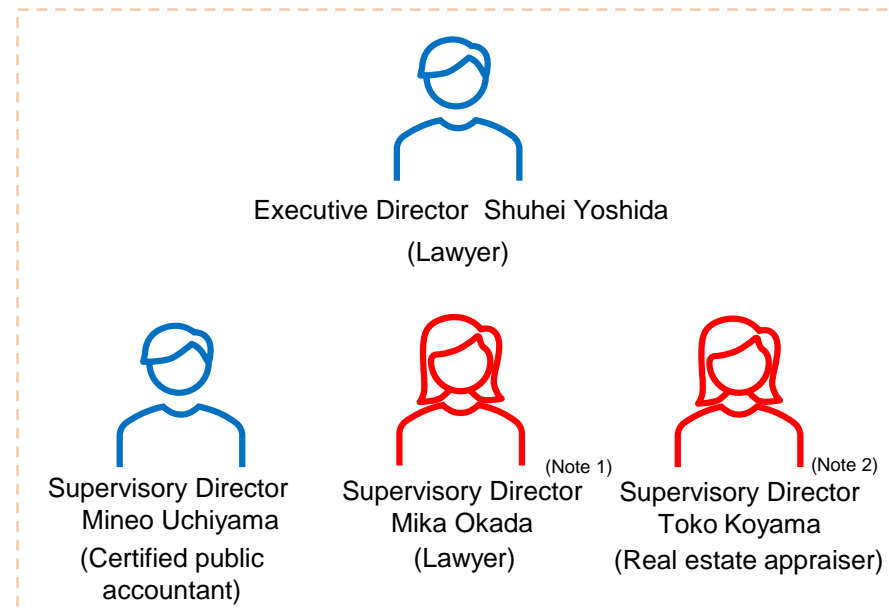 Executive Director Shuhei Yoshida
(Lawyer)
Supervisory Director
Mineo Uchiyama
(Certified public
accountant)
(Note 1)
Supervisory Director
Mika Okada
(Lawyer)
(Note 2)
Supervisory Director
Toko Koyama
(Real estate appraiser)